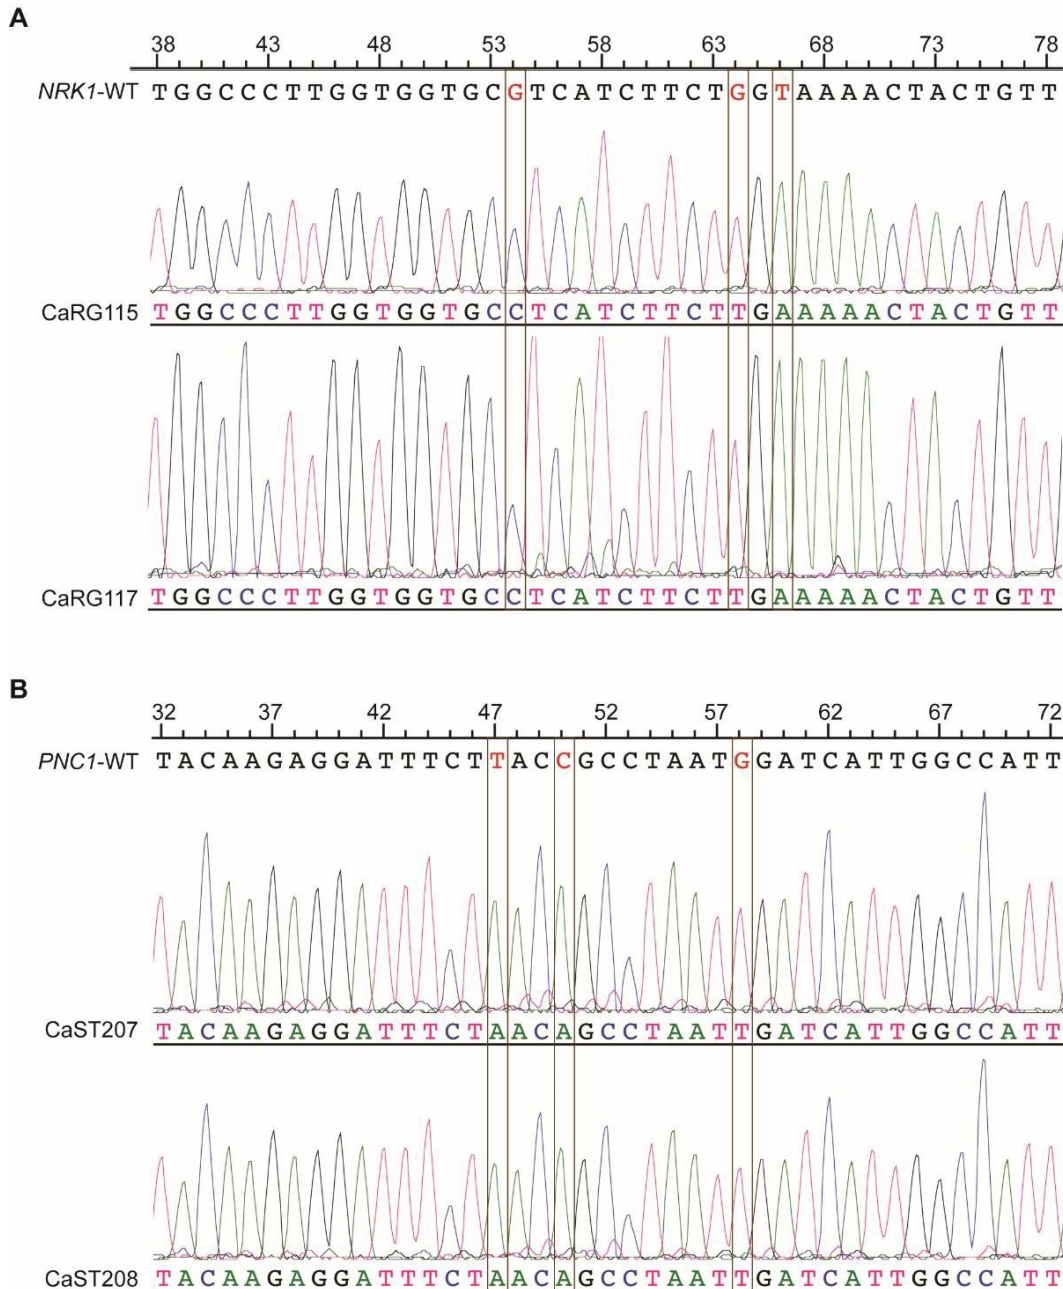 A
38 43 48 53 58 63 68 73 78
NRK1-WT TGGCCCTTGGTGGTGCGTCATCTTCTGGTAAAACTACTGTT
CaRG115 TGGCCCTTGGTGGTGCCTCATCTTCTTGAAAAACTACTGTT
CaRG117 TGGCCCTTGGTGGTGCCTCATCTTCTTGAAAAACTACTGTT
B
32 37 42 47 52 57 62 67 72
PNC1-WT TACAAGAGGATTTCTTACCGCCTAATGGATCATTGGCCATT
CaST207 TACAAGAGGATTTCTAACAGCCTAATTGATCATTGGCCATT
CaST208 TACAAGAGGATTTCTAACAGCCTAATTGATCATTGGCCATT